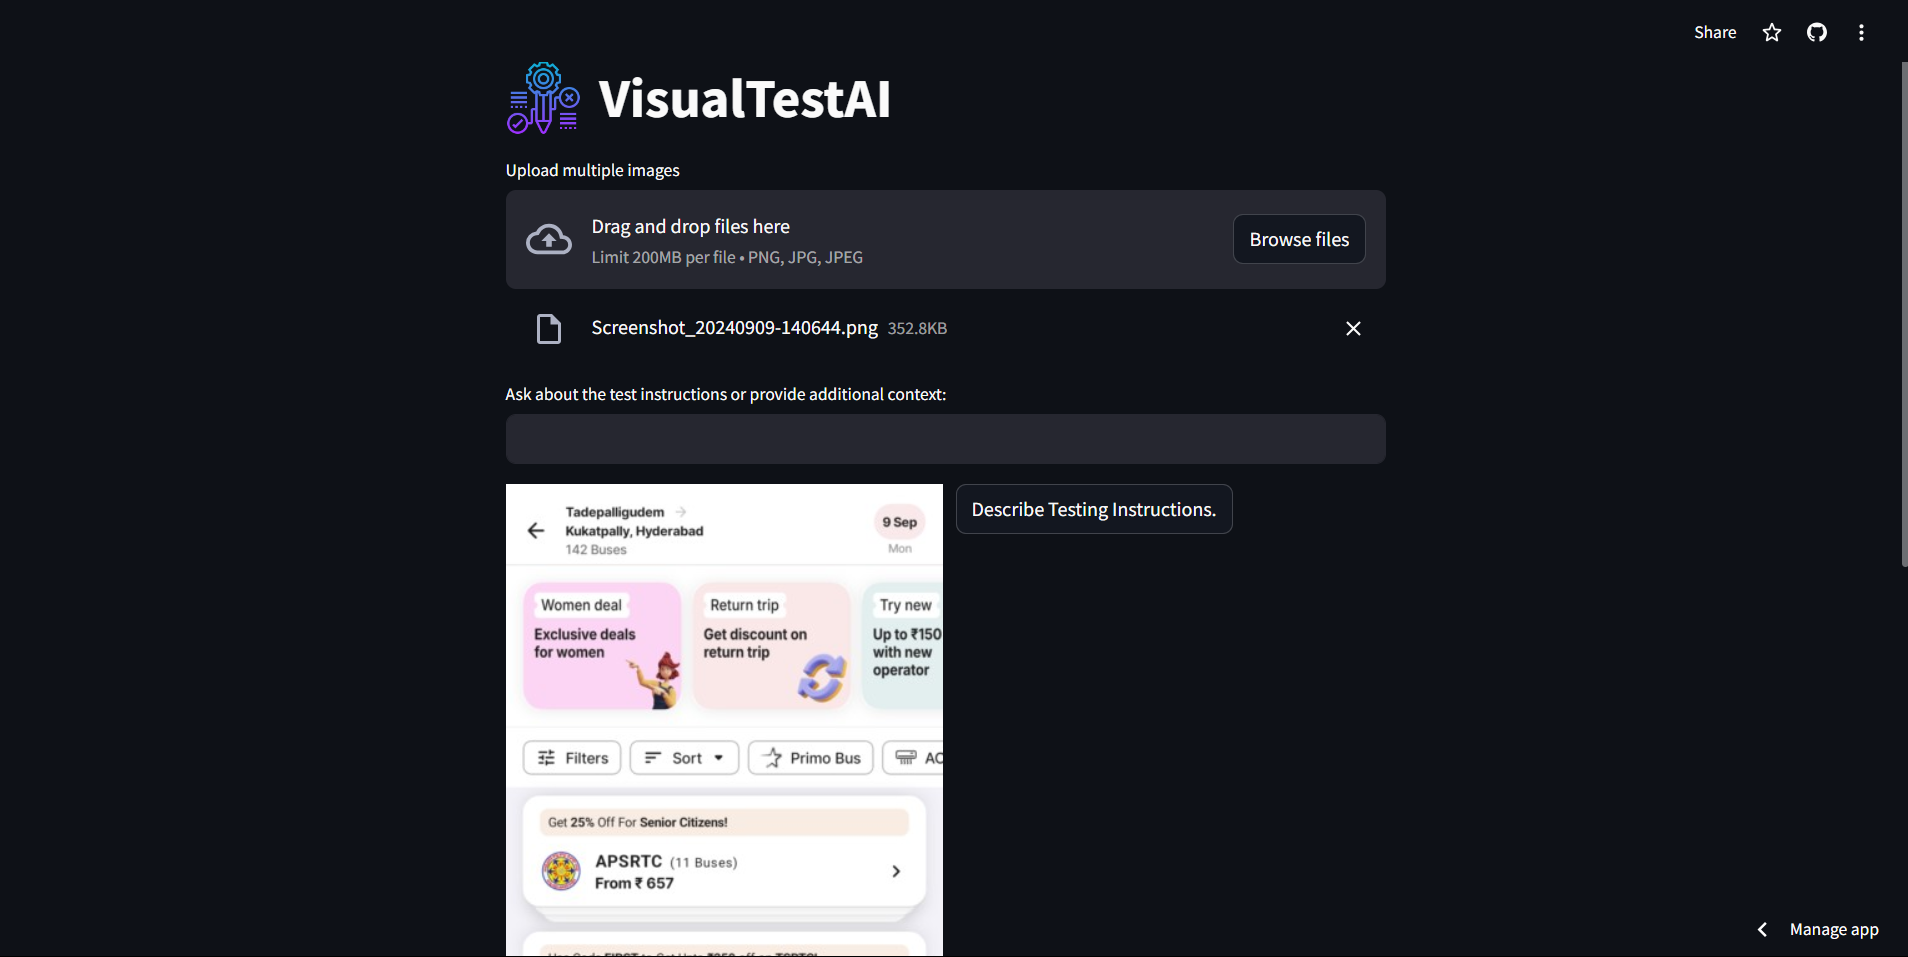 Share
VisualTestAI
Upload multiple images
Drag and drop files here
Limit 200MB per file • PNG, JPG, JPEG
Browse files
Screenshot_20240909-140644.png 352.8KB
Ask about the test instructions or provide additional context:
Describe Testing Instructions.
Tadepalligudem
Kukatpally, Hyderabad
142 Buses
9 Sep
Mon
Women deal
Exclusive deals
for women
Return trip
Get discount on
return trip
Try new
Up to ₹150
with new
operator
Filters
Sort
Primo Bus
AC
Get 25% Off For Senior Citizens!
APSRTC (11 Buses)
From ₹ 657
Manage app